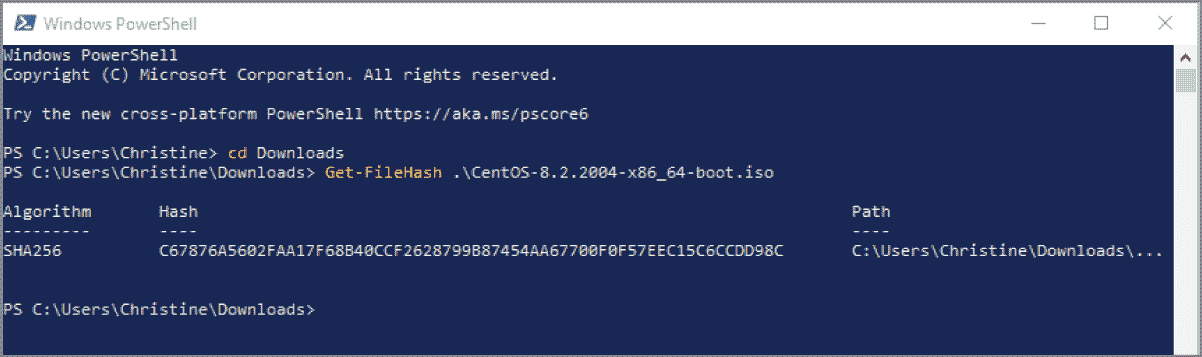 Windows PowerShell
Windows PowerShell
Copyright (C) Microsoft Corporation. All rights reserved.
Try the new cross-platform PowerShell https://aka.ms/pscore6
PS C:\Users\Christine> cd Downloads
PS C:\Users\Christine\Downloads> Get-FileHash .\CentOS-8.2.2004-x86_64-boot.iso
Algorithm       Hash                                                                   Path
---------       ----                                                                   ----
SHA256          C67876A5602FAA17F68B40CCF2628799B87454AA67700F0F57EEC15C6CCDD98C       C:\Users\Christine\Downloads\...
PS C:\Users\Christine\Downloads>